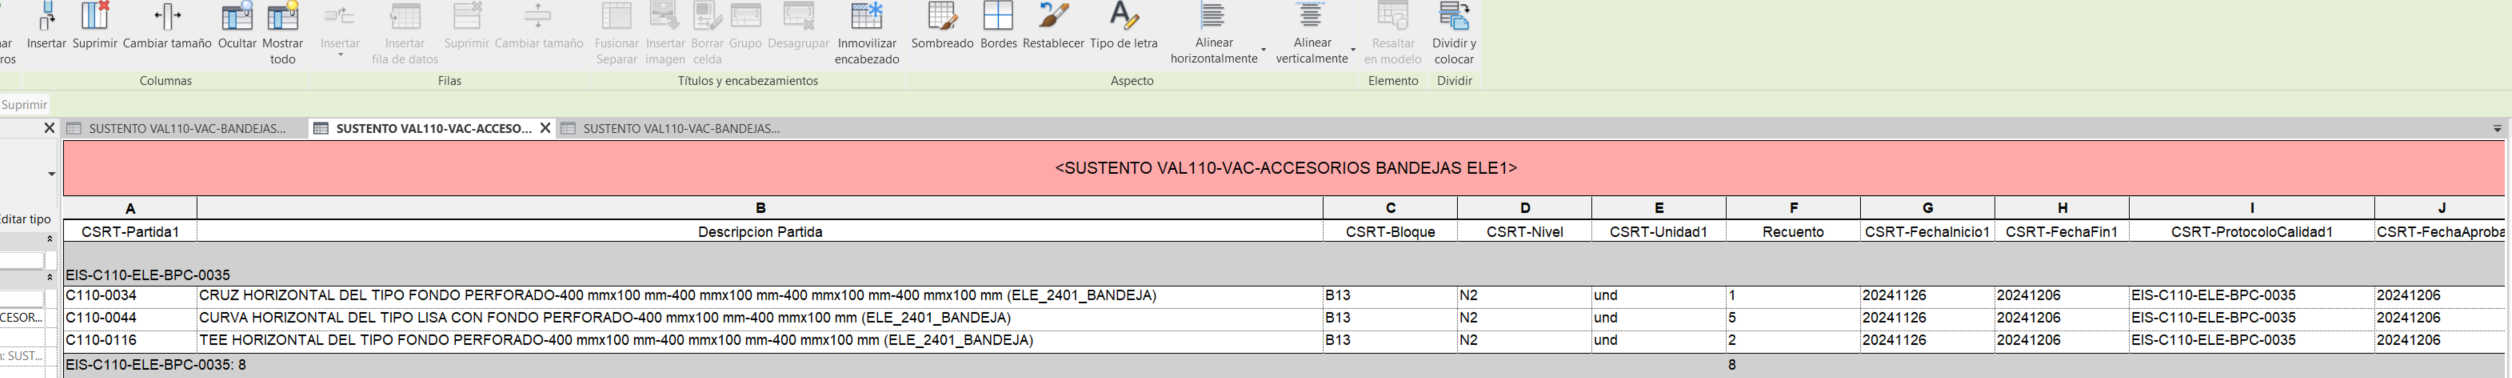 Insertar Suprimir Cambiar tamaño Ocultar Mostrar todo Insertar Insertar fila de datos Suprimir Cambiar tamaño Fusionar Separar Insertar imagen Borrar celda Grupo Desagrupar Inmovilizar encabezado Sombreado Bordes Restablecer Tipo de letra Alinear horizontalmente Alinear verticalmente Resaltar en modelo Dividir y colocar
Columnas Filas Títulos y encabezamientos Aspecto Elemento Dividir
Suprimir
SUSTENTO VAL110-VAC-BANDEJAS... SUSTENTO VAL110-VAC-ACCESO... SUSTENTO VAL110-VAC-BANDEJAS...
<SUSTENTO VAL110-VAC-ACCESORIOS BANDEJAS ELE1>
A B C D E F G H I J
ditar tipo
CSRT-Partida1 Descripcion Partida CSRT-Bloque CSRT-Nivel CSRT-Unidad1 Recuento CSRT-FechaInicio1 CSRT-FechaFin1 CSRT-ProtocoloCalidad1 CSRT-FechaAproba
EIS-C110-ELE-BPC-0035
C110-0034 CRUZ HORIZONTAL DEL TIPO FONDO PERFORADO-400 mmx100 mm-400 mmx100 mm-400 mmx100 mm-400 mmx100 mm (ELE_2401_BANDEJA) B13 N2 und 1 20241126 20241206 EIS-C110-ELE-BPC-0035 20241206
CESOR... C110-0044 CURVA HORIZONTAL DEL TIPO LISA CON FONDO PERFORADO-400 mmx100 mm-400 mmx100 mm (ELE_2401_BANDEJA) B13 N2 und 5 20241126 20241206 EIS-C110-ELE-BPC-0035 20241206
C110-0116 TEE HORIZONTAL DEL TIPO FONDO PERFORADO-400 mmx100 mm-400 mmx100 mm-400 mmx100 mm (ELE_2401_BANDEJA) B13 N2 und 2 20241126 20241206 EIS-C110-ELE-BPC-0035 20241206
: SUST...
EIS-C110-ELE-BPC-0035: 8 8